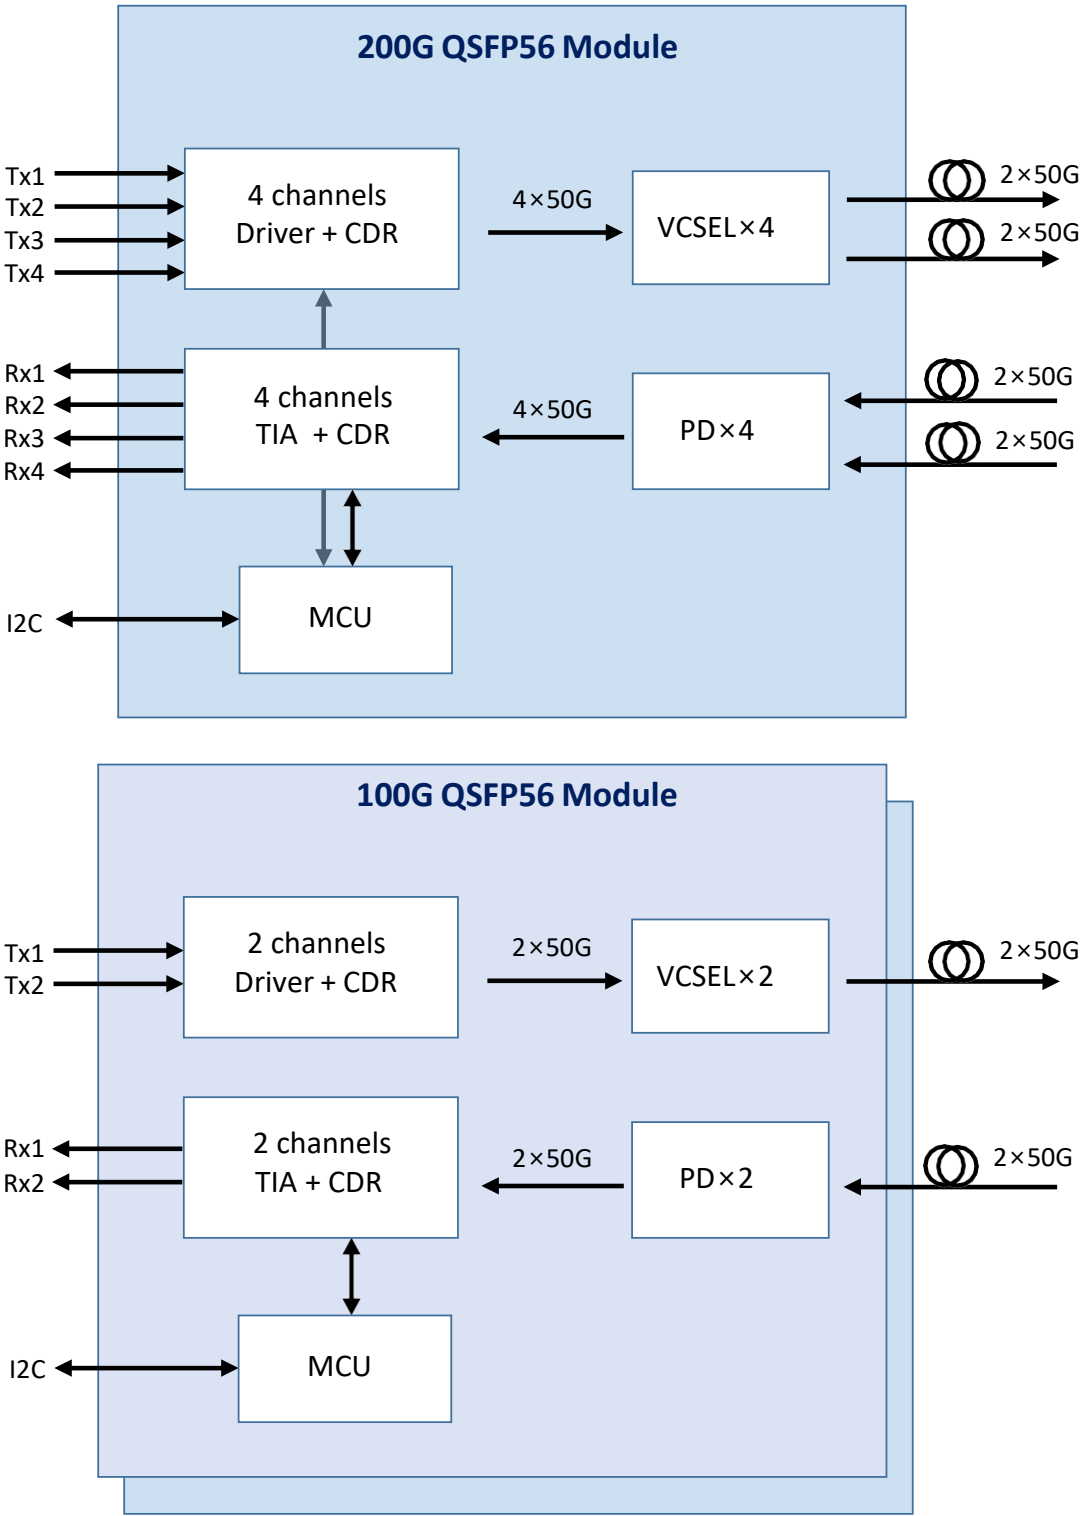 200G QSFP56 Module
Tx1
Tx2
Tx3
Tx4
4 channels
Driver + CDR
4×50G
VCSEL×4
2×50G
2×50G
Rx1
Rx2
Rx3
Rx4
4 channels
TIA + CDR
4×50G
PD×4
2×50G
2×50G
I2C
MCU
100G QSFP56 Module
Tx1
Tx2
2 channels
Driver + CDR
2×50G
VCSEL×2
2×50G
Rx1
Rx2
2 channels
TIA + CDR
2×50G
PD×2
2×50G
I2C
MCU